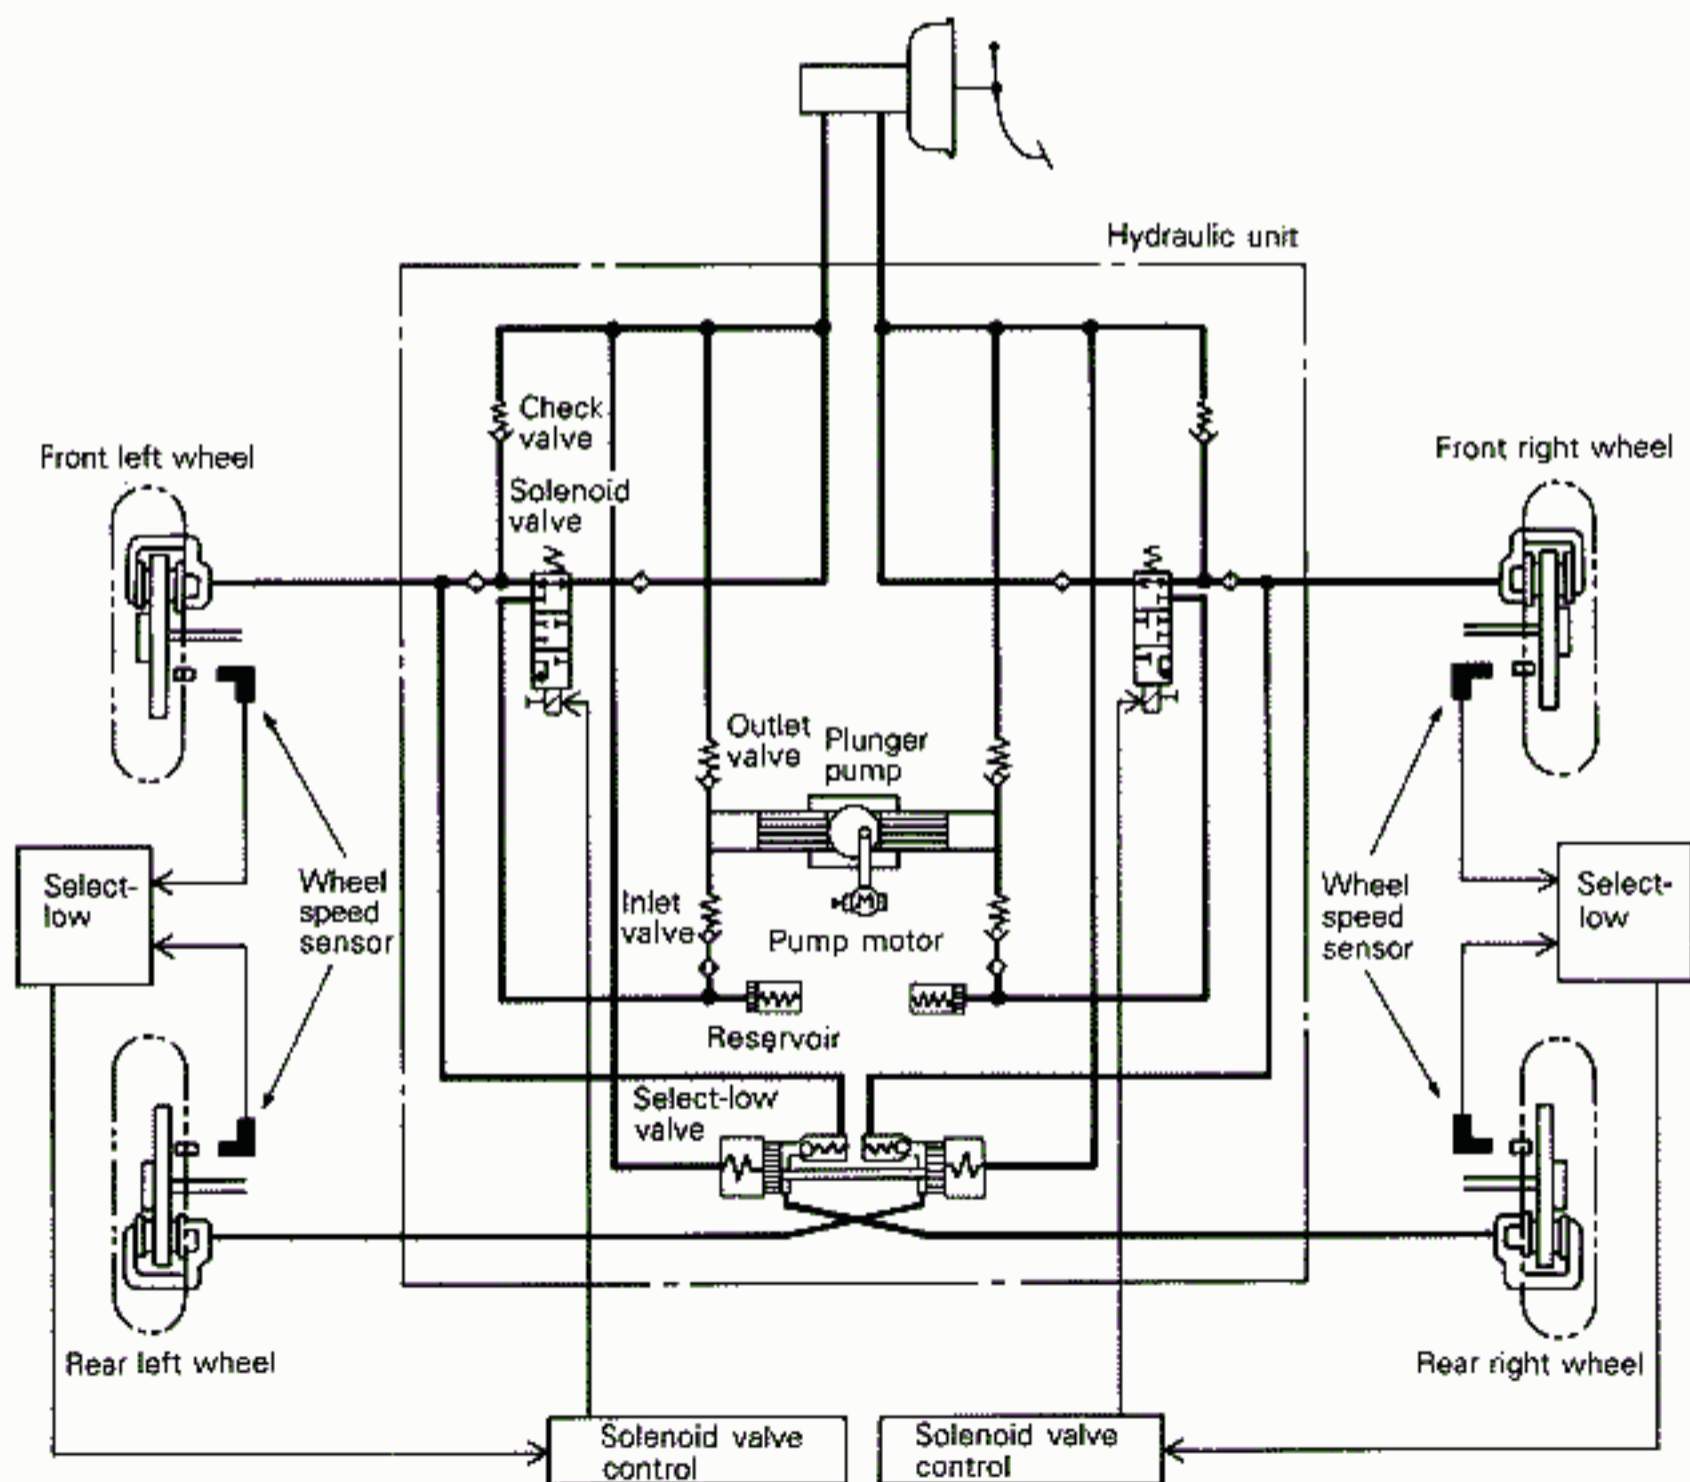 Hydraulic unit
Check
valve
Front left wheel
Front right wheel
Solenoid
valve
Outlet
valve
Plunger
pump
Select-
low
Wheel
speed
sensor
Inlet
valve
M
Pump motor
Wheel
speed
sensor
Select-
low
Reservoir
Select-low
valve
Rear left wheel
Rear right wheel
Solenoid valve
control
Solenoid valve
control